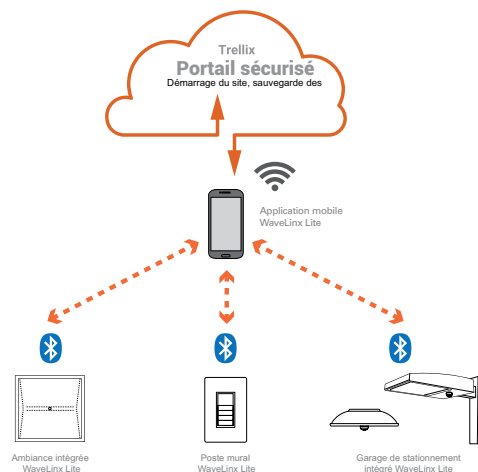 Trellix
Portail sécurisé
Démarrage du site, sauvegarde des
Application mobile
WaveLinx Lite
Ambiance intégrée
WaveLinx Lite
Poste mural
WaveLinx Lite
Garage de stationnement
intégré WaveLinx Lite